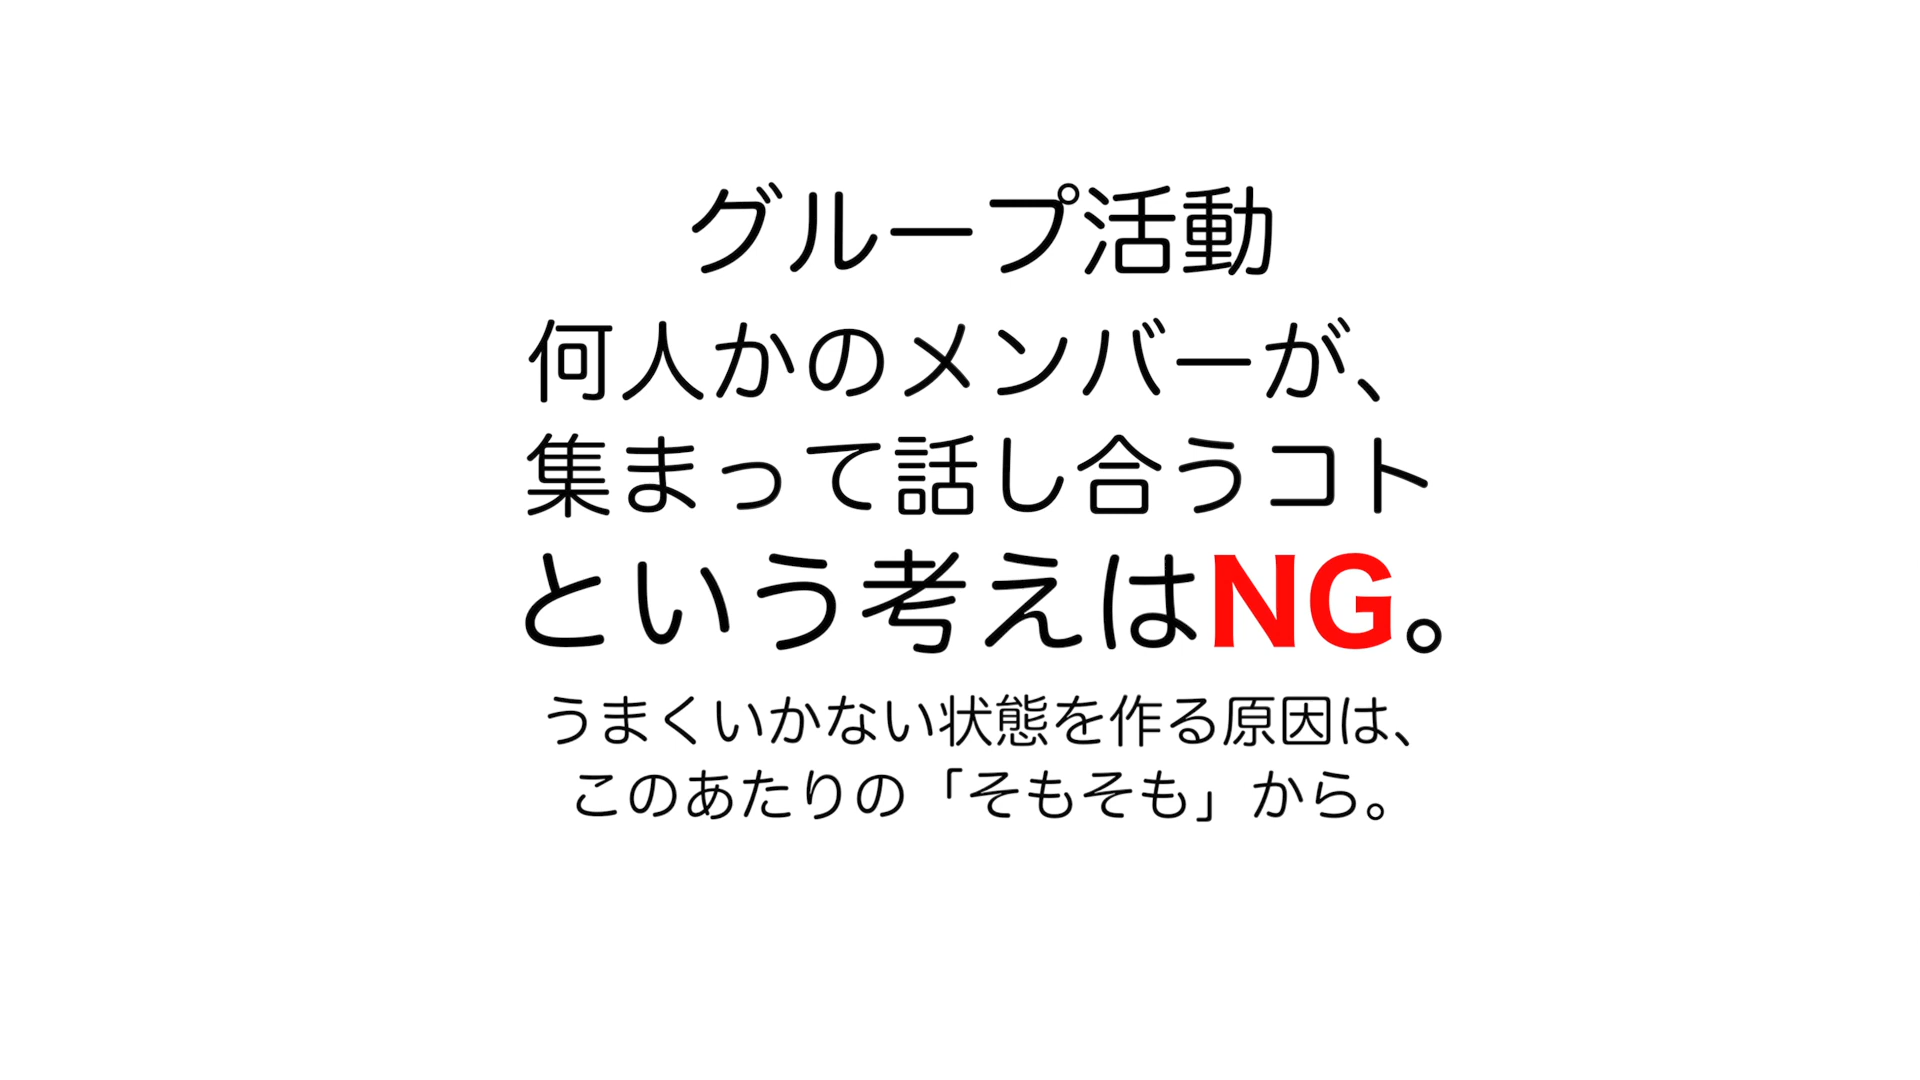 グループ活動
何人かのメンバーが、
集まって話し合うコト
という考えはNG。
うまくいかない状態を作る原因は、
このあたりの「そもそも」から。